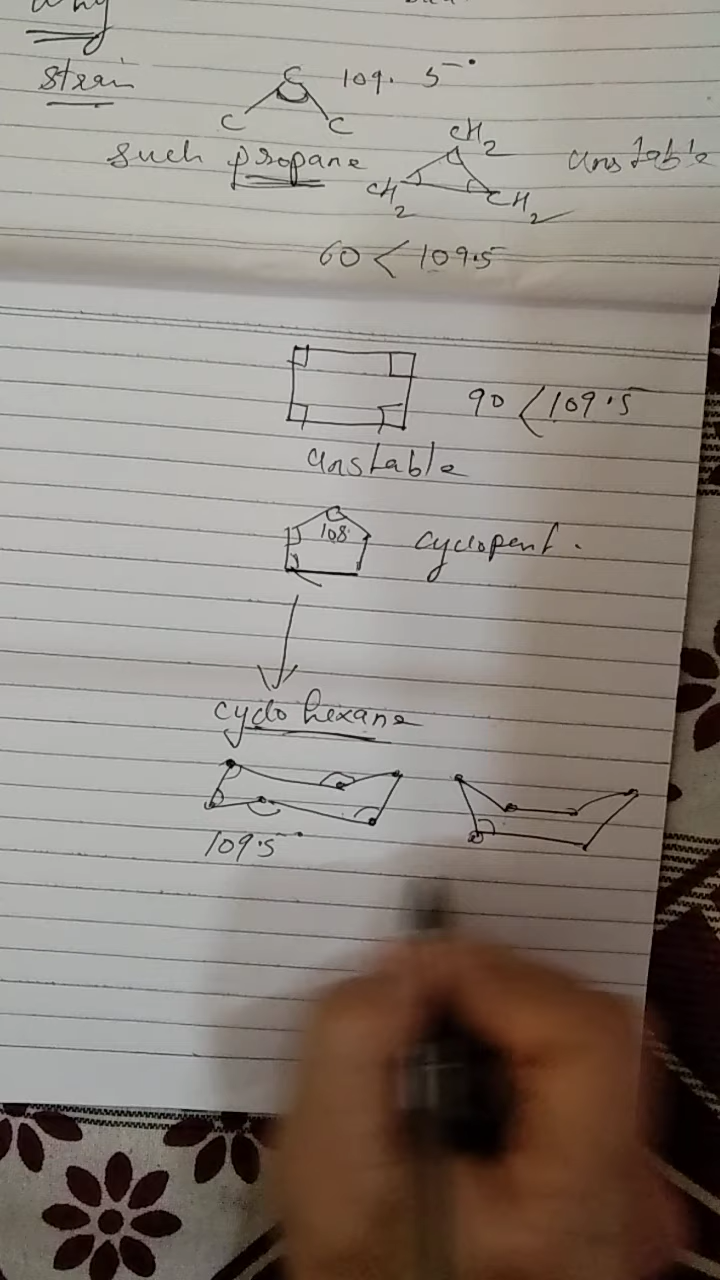 Why
strain
C 109.5°
C C
such propane
CH2 unstable
CH2 CH2
60 < 109.5
90 < 109.5
unstable
108 cyclopent.
cyclohexane
109.5°